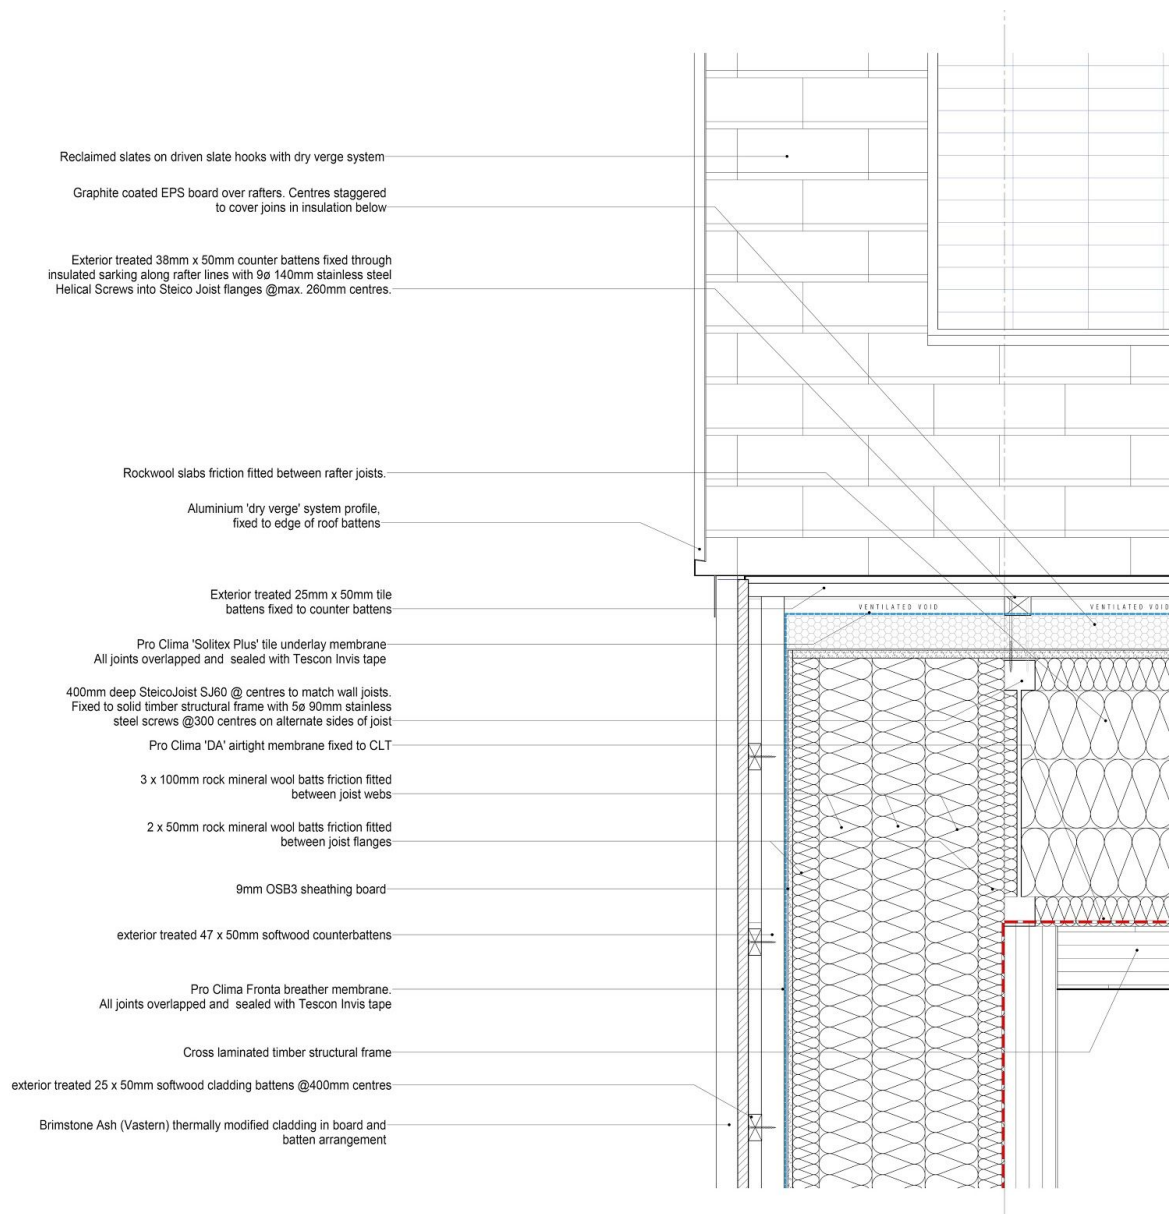 Reclaimed slates on driven slate hooks with dry verge system
Graphite coated EPS board over rafters. Centres staggered
to cover joins in insulation below
Exterior treated 38mm x 50mm counter battens fixed through
insulated sarking along rafter lines with 9ø 140mm stainless steel
Helical Screws into Steico Joist flanges @max. 260mm centres.
Rockwool slabs friction fitted between rafter joists.
Aluminium 'dry verge' system profile,
fixed to edge of roof battens
Exterior treated 25mm x 50mm tile
battens fixed to counter battens
VENTILATED VOID
VENTILATED VOID
Pro Clima 'Solitex Plus' tile underlay membrane
All joints overlapped and sealed with Tescon Invis tape
400mm deep SteicoJoist SJ60 @ centres to match wall joists.
Fixed to solid timber structural frame with 5ø 90mm stainless
steel screws @300 centres on alternate sides of joist
Pro Clima 'DA' airtight membrane fixed to CLT
3 x 100mm rock mineral wool batts friction fitted
between joist webs
2 x 50mm rock mineral wool batts friction fitted
between joist flanges
9mm OSB3 sheathing board
exterior treated 47 x 50mm softwood counterbattens
Pro Clima Fronta breather membrane.
All joints overlapped and sealed with Tescon Invis tape
Cross laminated timber structural frame
exterior treated 25 x 50mm softwood cladding battens @400mm centres
Brimstone Ash (Vastern) thermally modified cladding in board and
batten arrangement